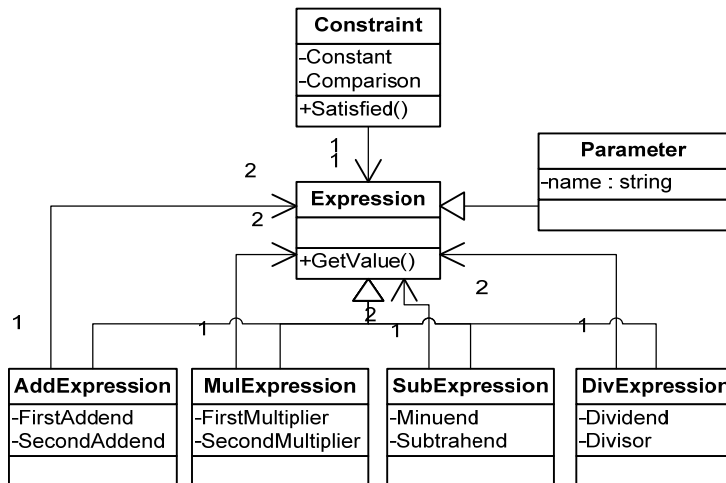 Constraint
-Constant
-Comparison
+Satisfied()
1
1
2
Parameter
-name : string
Expression
2
+GetValue()
2
2
1
1
1
1
AddExpression
-FirstAddend
-SecondAddend
MulExpression
-FirstMultiplier
-SecondMultiplier
SubExpression
-Minuend
-Subtrahend
DivExpression
-Dividend
-Divisor